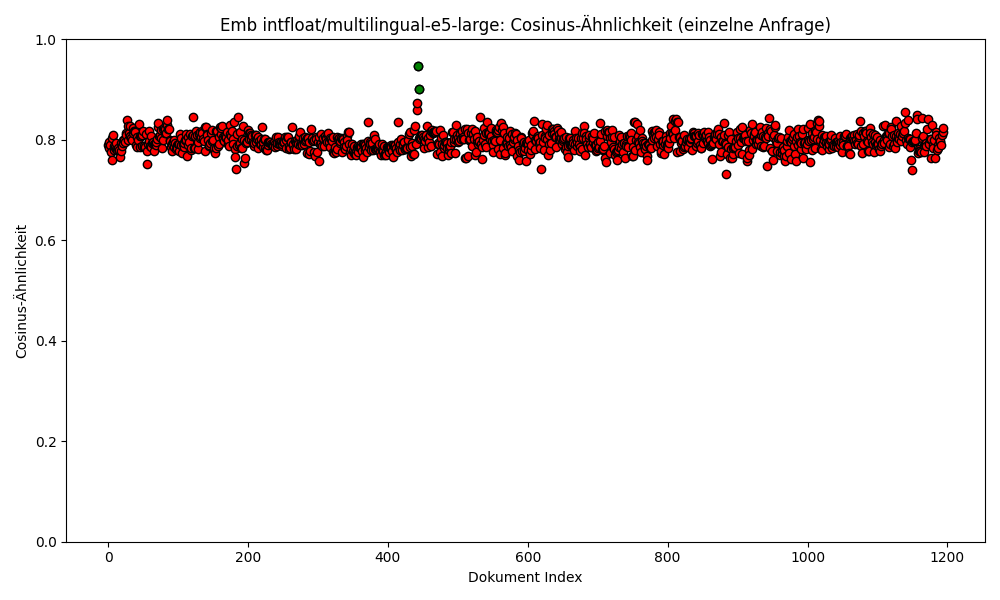 Emb intfloat/multilingual-e5-large: Cosinus-Ähnlichkeit (einzelne Anfrage)
Cosinus-Ähnlichkeit
1.0
0.8
0.6
0.4
0.2
0.0
0 200 400 600 800 1000 1200
Dokument Index